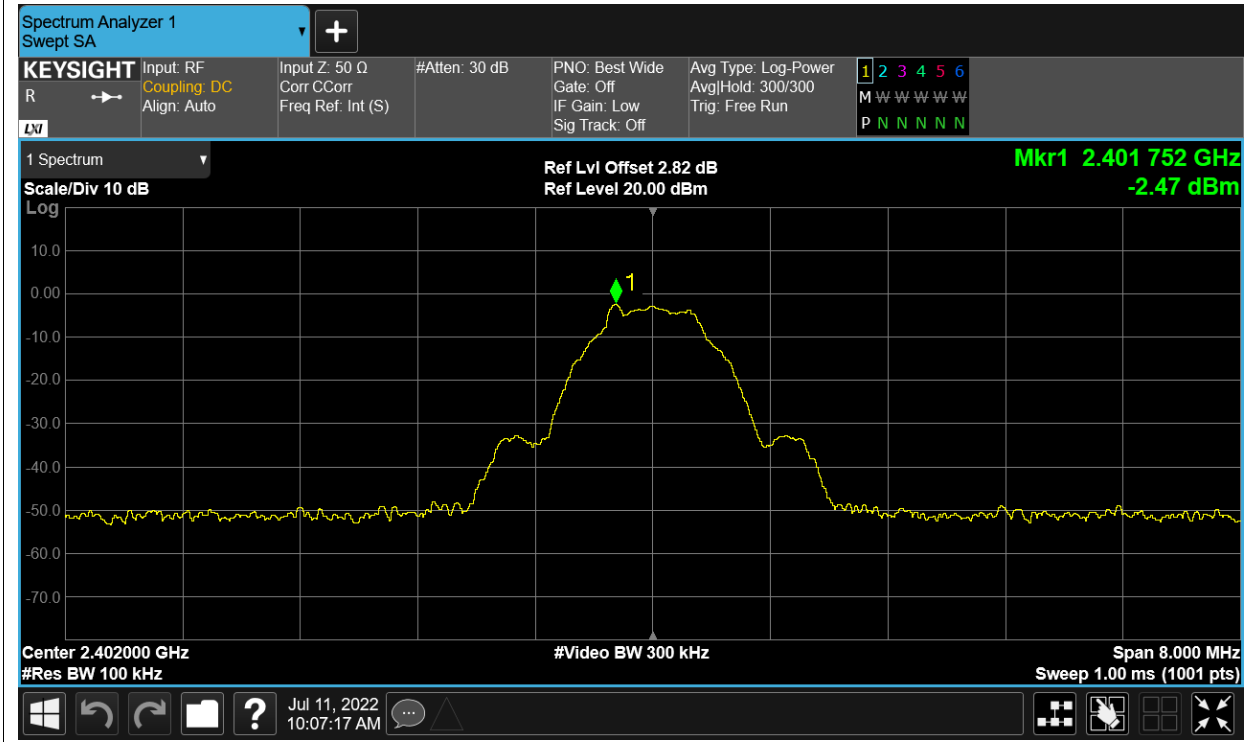 Spectrum Analyzer 1
Swept SA
+
KEYSIGHT
R
LXI
Input: RF
Coupling: DC
Align: Auto
Input Z: 50 Ω
Corr CCorr
Freq Ref: Int (S)
#Atten: 30 dB
PNO: Best Wide
Gate: Off
IF Gain: Low
Sig Track: Off
Avg Type: Log-Power
Avg|Hold: 300/300
Trig: Free Run
1 2 3 4 5 6
M W W W W W W
P N N N N N N
1 Spectrum
Scale/Div 10 dB
Log
Ref Lvl Offset 2.82 dB
Ref Level 20.00 dBm
Mkr1 2.401 752 GHz
-2.47 dBm
10.0
0.00
-10.0
-20.0
-30.0
-40.0
-50.0
-60.0
-70.0
1
Center 2.402000 GHz
#Res BW 100 kHz
#Video BW 300 kHz
Span 8.000 MHz
Sweep 1.00 ms (1001 pts)
?
Jul 11, 2022
10:07:17 AM